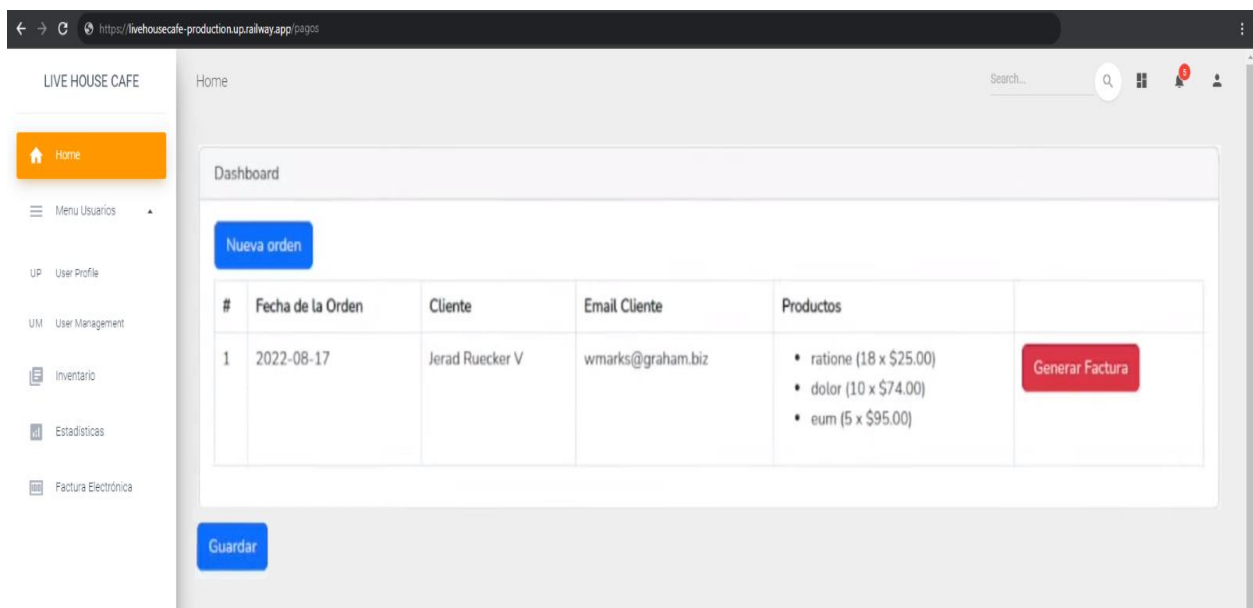 https://livehousecafe-production.up.railway.app/pagos
LIVE HOUSE CAFE
Home
Search...
5
Home
Menu Usuarios
UP User Profile
UM User Management
Inventario
Estadísticas
Factura Electrónica
Dashboard
Nueva orden
# Fecha de la Orden Cliente Email Cliente Productos
1 2022-08-17 Jerad Ruecker V wmarks@graham.biz • ratione (18 x $25.00) Generar Factura
• dolor (10 x $74.00)
• eum (5 x $95.00)
Guardar